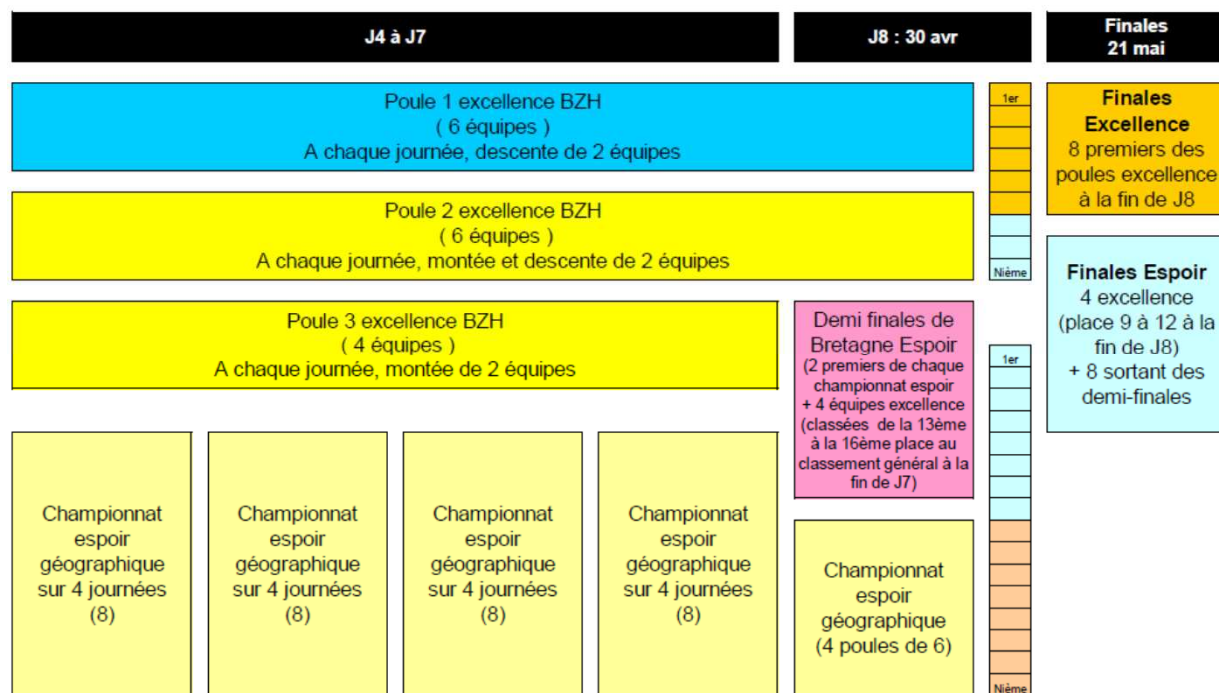 J4 à J7
J8 : 30 avr
Finales
21 mai
Poule 1 excellence BZH
( 6 équipes )
A chaque journée, descente de 2 équipes
1er
Finales
Excellence
8 premiers des
poules excellence
à la fin de J8
Poule 2 excellence BZH
( 6 équipes )
A chaque journée, montée et descente de 2 équipes
Nième
Finales Espoir
4 excellence
(place 9 à 12 à la
fin de J8)
+ 8 sortant des
demi-finales
Poule 3 excellence BZH
( 4 équipes )
A chaque journée, montée de 2 équipes
Demi finales de
Bretagne Espoir
(2 premiers de chaque
championnat espoir
+ 4 équipes excellence
(classées de la 13ème
à la 16ème place au
classement général à la
fin de J7)
1er
Championnat
espoir
géographique
sur 4 journées
(8)
Championnat
espoir
géographique
sur 4 journées
(8)
Championnat
espoir
géographique
sur 4 journées
(8)
Championnat
espoir
géographique
sur 4 journées
(8)
Championnat
espoir
géographique
(4 poules de 6)
Nième